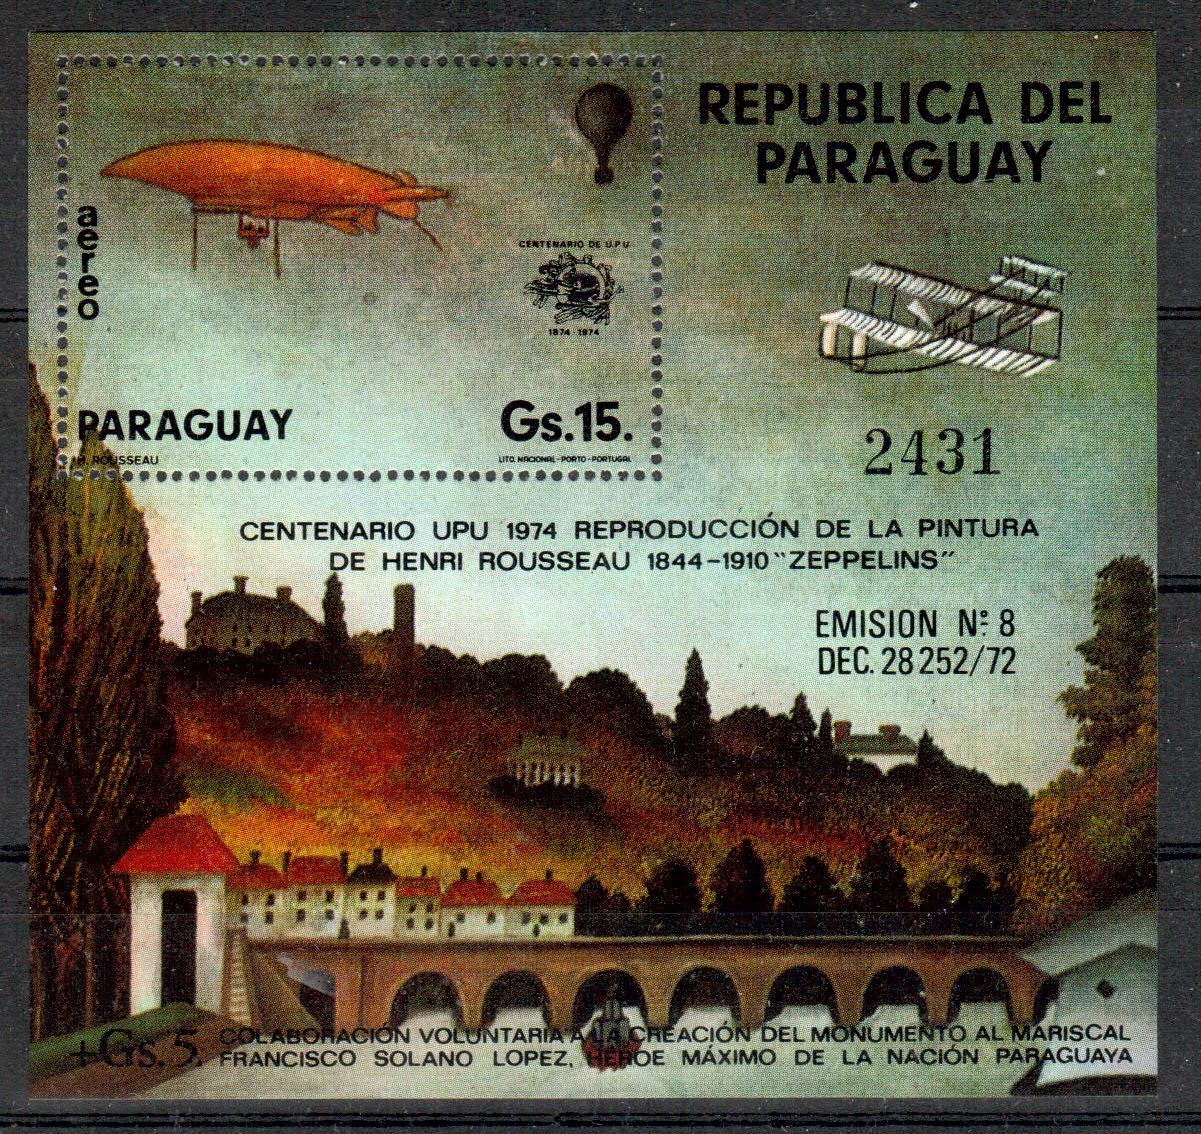 REPUBLICA DEL
PARAGUAY
aereo
CENTENARIO DE U.P.U
1874 - 1974
PARAGUAY
Gs.15.
H. ROUSSEAU
LITO. NACIONAL - PORTO - PORTUGAL
2431
CENTENARIO UPU 1974 REPRODUCCIÓN DE LA PINTURA
DE HENRI ROUSSEAU 1844-1910 "ZEPPELINS"
EMISION Nº 8
DEC. 28 252/72
+Gs. 5. COLABORACIÓN VOLUNTARIA A LA CREACIÓN DEL MONUMENTO AL MARISCAL
FRANCISCO SOLANO LOPEZ, HÉROE MÁXIMO DE LA NACIÓN PARAGUAYA